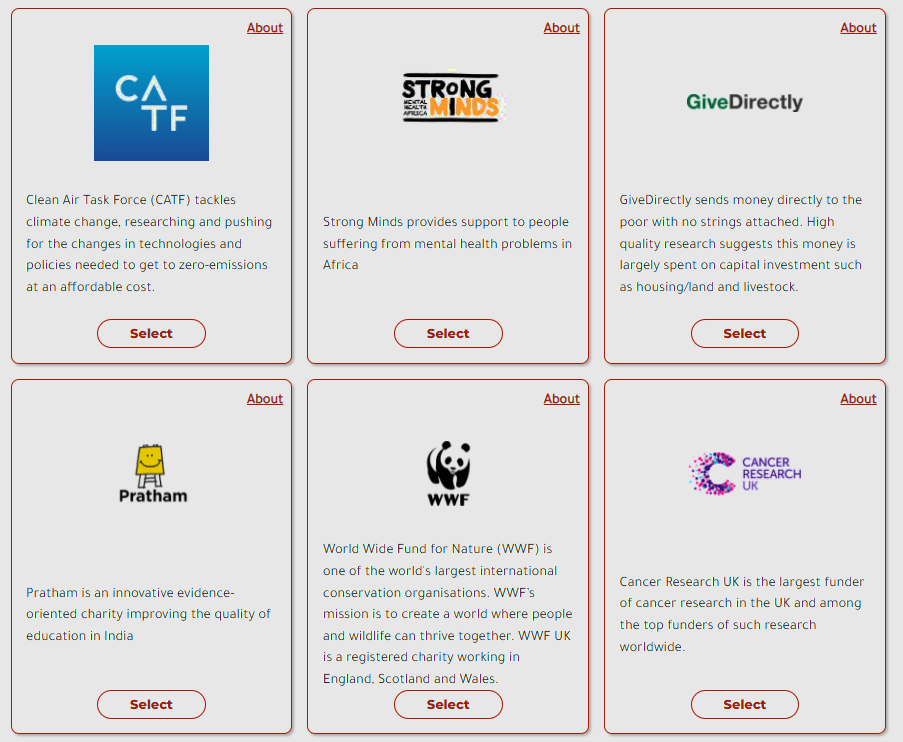 About
CATF
Clean Air Task Force (CATF) tackles
climate change, researching and pushing
for the changes in technologies and
policies needed to get to zero-emissions
at an affordable cost.
Select
About
STRONG
MENTAL
HEALTH
AFRICA
MINDS
Strong Minds provides support to people
suffering from mental health problems in
Africa
Select
About
GiveDirectly
GiveDirectly sends money directly to the
poor with no strings attached. High
quality research suggests this money is
largely spent on capital investment such
as housing/land and livestock.
Select
About
Pratham
Pratham is an innovative evidence-
oriented charity improving the quality of
education in India
Select
About
WWF
World Wide Fund for Nature (WWF) is
one of the world's largest international
conservation organisations. WWF's
mission is to create a world where people
and wildlife can thrive together. WWF UK
is a registered charity working in
England, Scotland and Wales.
Select
About
CANCER
RESEARCH
UK
Cancer Research UK is the largest funder
of cancer research in the UK and among
the top funders of such research
worldwide.
Select